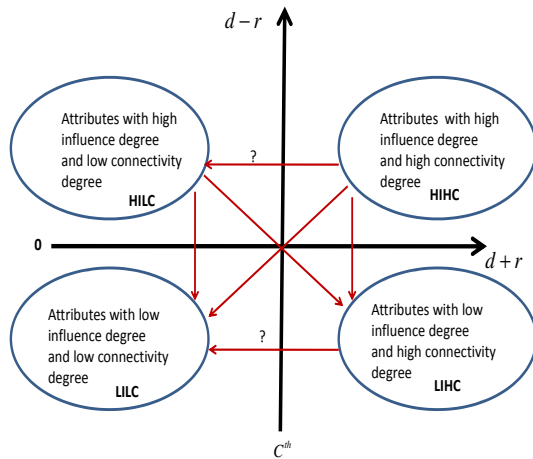 d − r
Attributes with high
influence degree
and low connectivity
degree
HILC
?
Attributes with high
influence degree
and high connectivity
degree
HIHC
0
d + r
Attributes with low
influence degree
and low connectivity
degree
LILC
?
Attributes with low
influence degree
and high connectivity
degree
LIHC
C^th